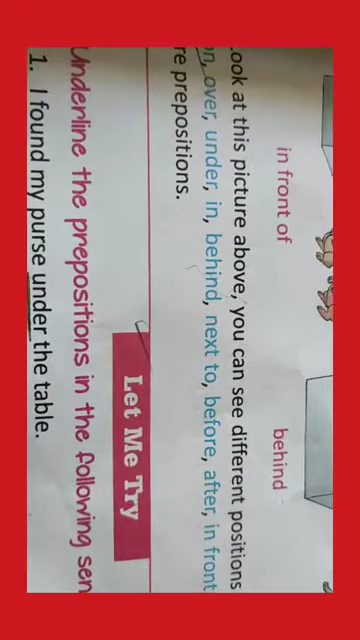 in front of behind
ook at this picture above, you can see different positions
on, over, under, in, behind, next to, before, after, in front
re prepositions.
Let Me Try
Underline the prepositions in the following sen
1. I found my purse under the table.